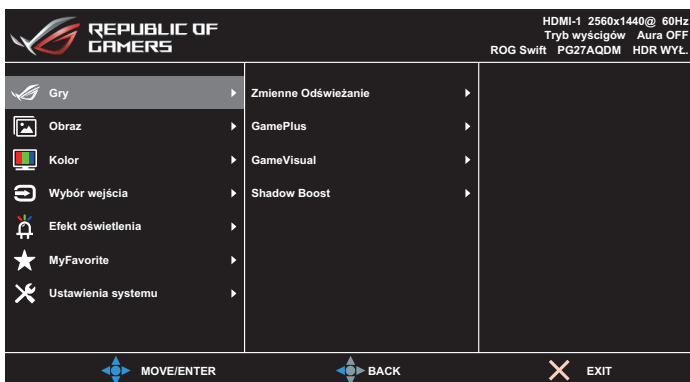 REPUBLIC OF
GAMERS
HDMI-1 2560x1440@ 60Hz
Tryb wyścigów Aura OFF
ROG Swift PG27AQDM HDR WYŁ.
Gry
Obraz
Kolor
Wybór wejścia
Efekt oświetlenia
MyFavorite
Ustawienia systemu
Zmienne Odświeżanie
GamePlus
GameVisual
Shadow Boost
MOVE/ENTER
BACK
EXIT